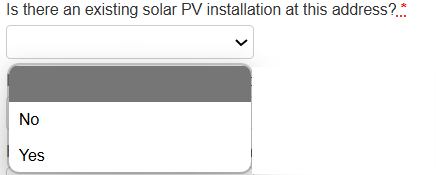 Is there an existing solar PV installation at this address?..*
No
Yes